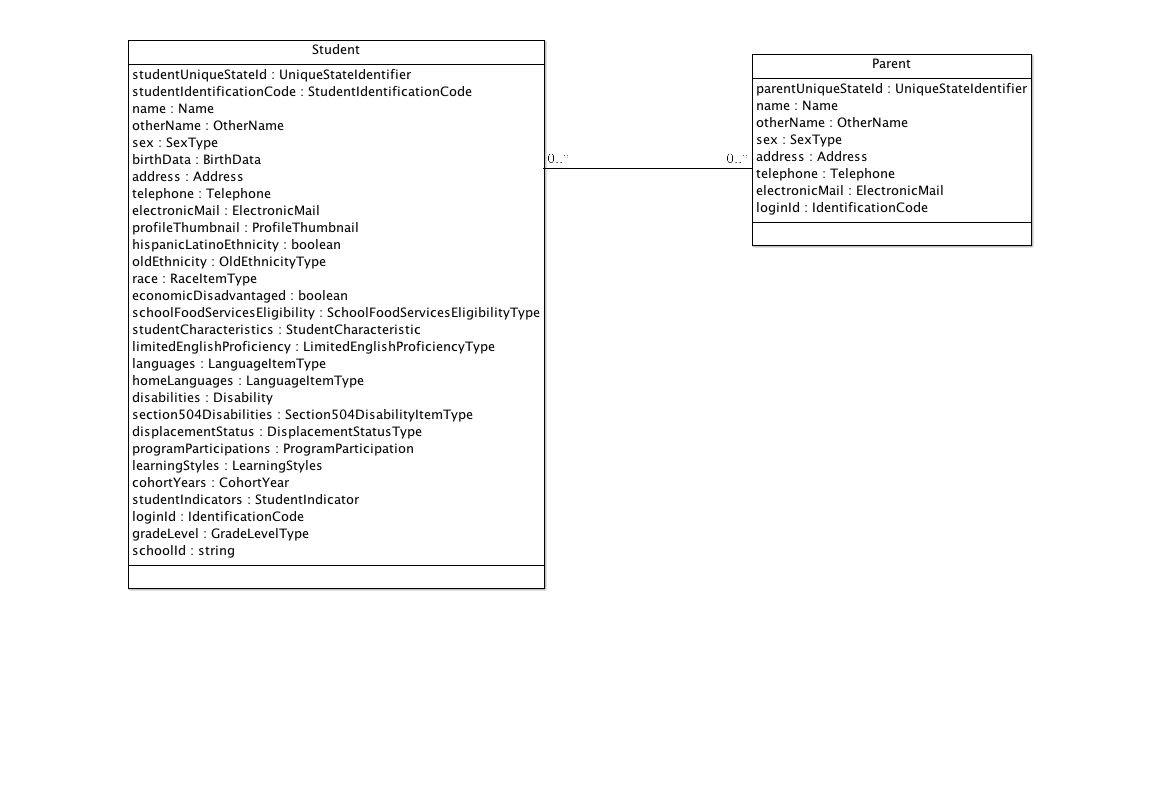 Student
studentUniqueStateId : UniqueStateIdentifier
studentIdentificationCode : StudentIdentificationCode
name : Name
otherName : OtherName
sex : SexType
birthData : BirthData
address : Address
telephone : Telephone
electronicMail : ElectronicMail
profileThumbnail : ProfileThumbnail
hispanicLatinoEthnicity : boolean
oldEthnicity : OldEthnicityType
race : RaceItemType
economicDisadvantaged : boolean
schoolFoodServicesEligibility : SchoolFoodServicesEligibilityType
studentCharacteristics : StudentCharacteristic
limitedEnglishProficiency : LimitedEnglishProficiencyType
languages : LanguageItemType
homeLanguages : LanguageItemType
disabilities : Disability
section504Disabilities : Section504DisabilityItemType
displacementStatus : DisplacementStatusType
programParticipations : ProgramParticipation
learningStyles : LearningStyles
cohortYears : CohortYear
studentIndicators : StudentIndicator
loginId : IdentificationCode
gradeLevel : GradeLevelType
schoolId : string
0..*
0..*
Parent
parentUniqueStateId : UniqueStateIdentifier
name : Name
otherName : OtherName
sex : SexType
address : Address
telephone : Telephone
electronicMail : ElectronicMail
loginId : IdentificationCode